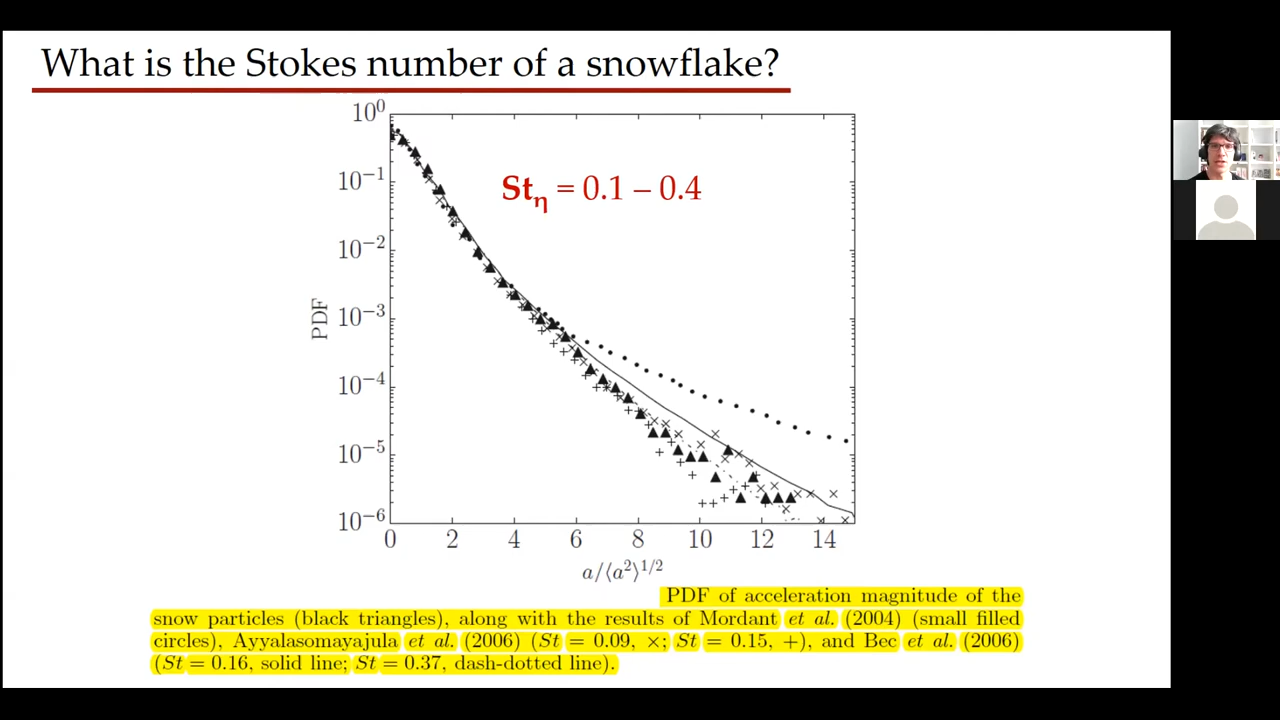 What is the Stokes number of a snowflake?
10⁰
10⁻¹
10⁻²
10⁻³
10⁻⁴
10⁻⁵
10⁻⁶
PDF
St_η = 0.1 – 0.4
0 2 4 6 8 10 12 14
a/⟨a²⟩^1/2
PDF of acceleration magnitude of the
snow particles (black triangles), along with the results of Mordant et al. (2004) (small filled
circles), Ayyalasomayajula et al. (2006) (St = 0.09, ×; St = 0.15, +), and Bec et al. (2006)
(St = 0.16, solid line; St = 0.37, dash-dotted line).